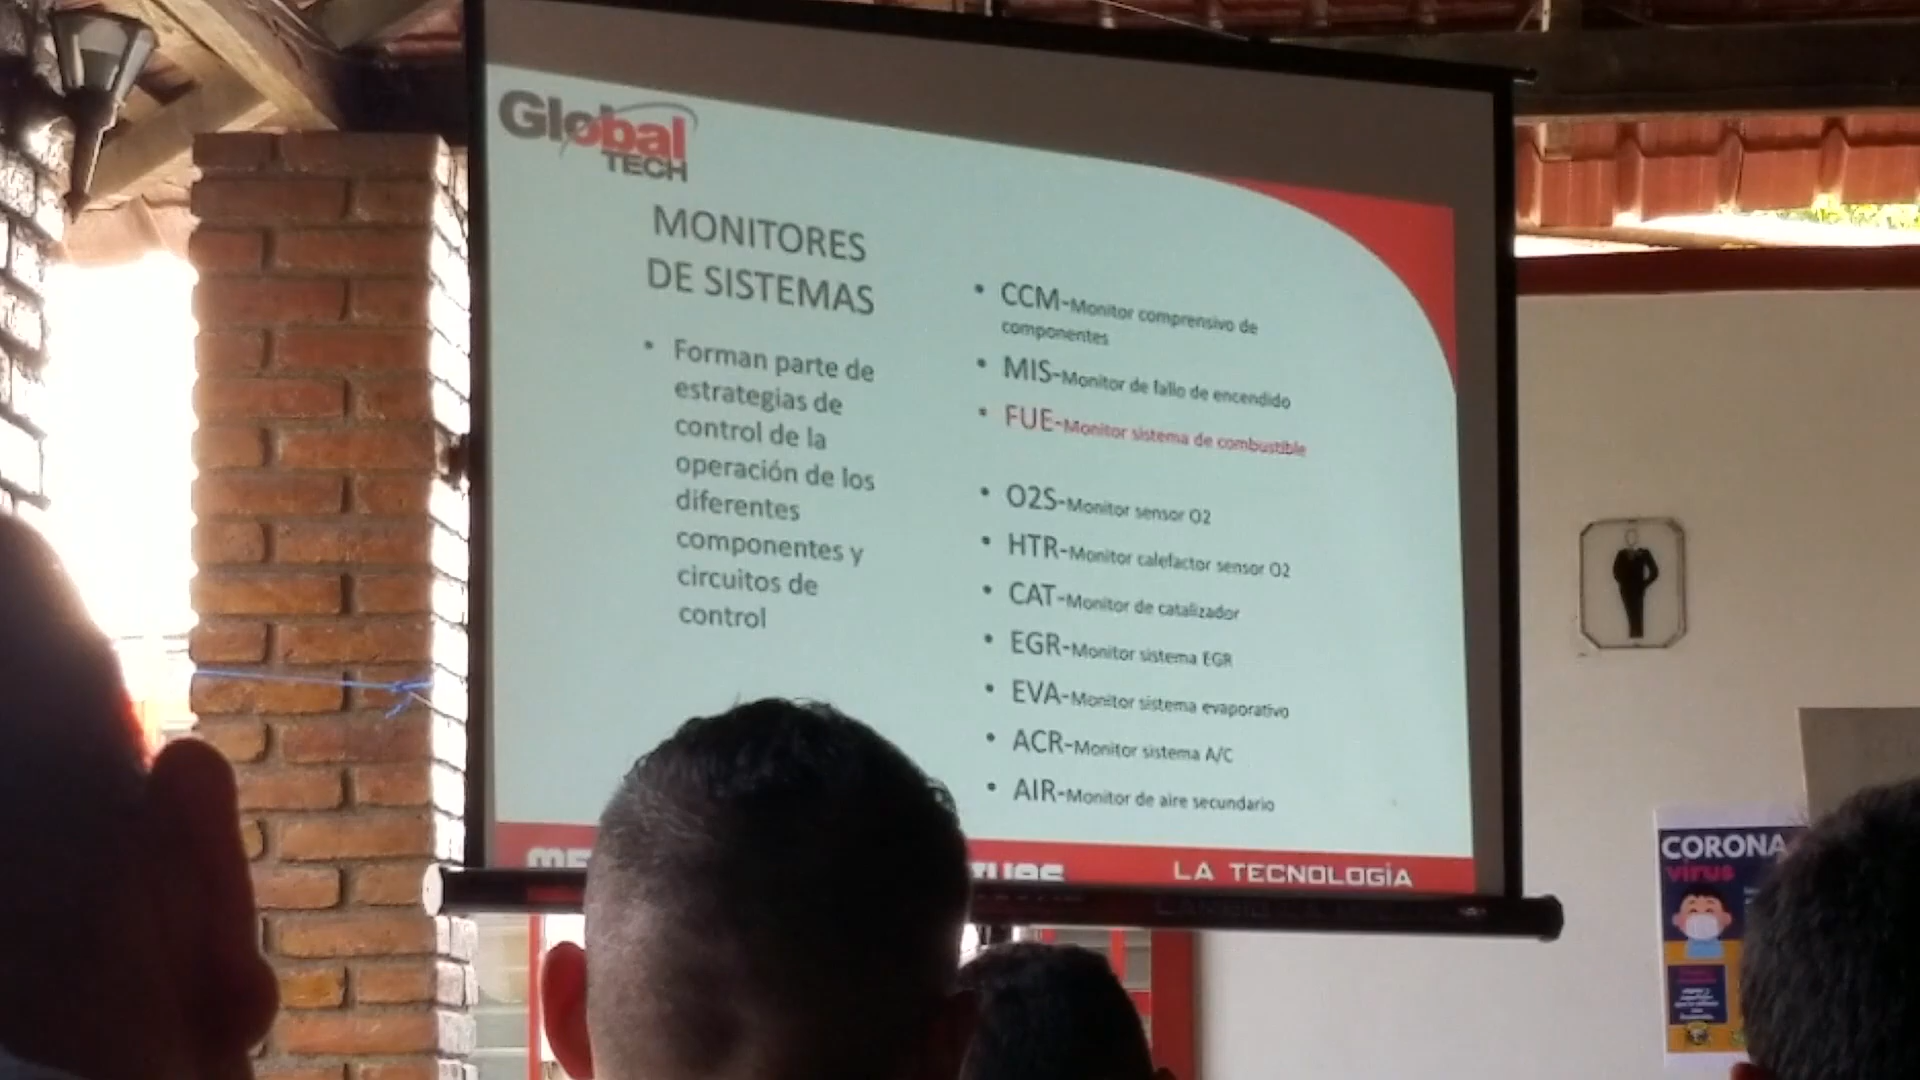 Global
TECH
MONITORES
DE SISTEMAS
• Forman parte de
estrategias de
control de la
operación de los
diferentes
componentes y
circuitos de
control
• CCM-Monitor comprensivo de
componentes
• MIS-Monitor de fallo de encendido
• FUE-Monitor sistema de combustible
• O2S-Monitor sensor O2
• HTR-Monitor calefactor sensor O2
• CAT-Monitor de catalizador
• EGR-Monitor sistema EGR
• EVA-Monitor sistema evaporativo
• ACR-Monitor sistema A/C
• AIR-Monitor de aire secundario
LA TECNOLOGÍA
CORONA
virus